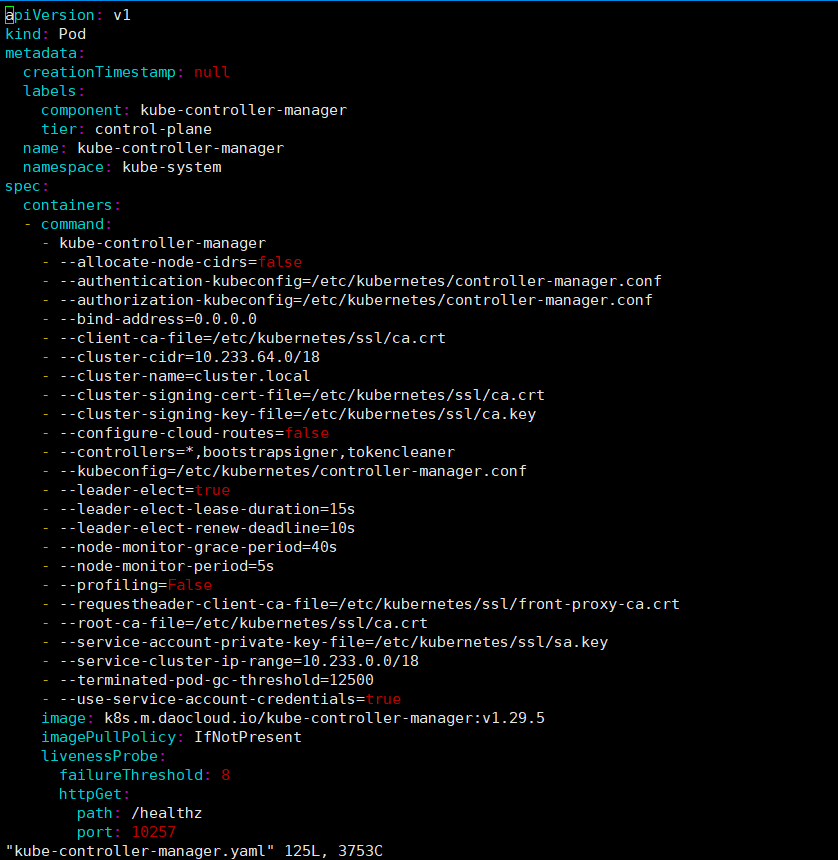 apiVersion: v1
kind: Pod
metadata:
  creationTimestamp: null
  labels:
    component: kube-controller-manager
    tier: control-plane
  name: kube-controller-manager
  namespace: kube-system
spec:
  containers:
  - command:
    - kube-controller-manager
    - --allocate-node-cidrs=false
    - --authentication-kubeconfig=/etc/kubernetes/controller-manager.conf
    - --authorization-kubeconfig=/etc/kubernetes/controller-manager.conf
    - --bind-address=0.0.0.0
    - --client-ca-file=/etc/kubernetes/ssl/ca.crt
    - --cluster-cidr=10.233.64.0/18
    - --cluster-name=cluster.local
    - --cluster-signing-cert-file=/etc/kubernetes/ssl/ca.crt
    - --cluster-signing-key-file=/etc/kubernetes/ssl/ca.key
    - --configure-cloud-routes=false
    - --controllers=*,bootstrapsigner,tokencleaner
    - --kubeconfig=/etc/kubernetes/controller-manager.conf
    - --leader-elect=true
    - --leader-elect-lease-duration=15s
    - --leader-elect-renew-deadline=10s
    - --node-monitor-grace-period=40s
    - --node-monitor-period=5s
    - --profiling=False
    - --requestheader-client-ca-file=/etc/kubernetes/ssl/front-proxy-ca.crt
    - --root-ca-file=/etc/kubernetes/ssl/ca.crt
    - --service-account-private-key-file=/etc/kubernetes/ssl/sa.key
    - --service-cluster-ip-range=10.233.0.0/18
    - --terminated-pod-gc-threshold=12500
    - --use-service-account-credentials=true
    image: k8s.m.daocloud.io/kube-controller-manager:v1.29.5
    imagePullPolicy: IfNotPresent
    livenessProbe:
      failureThreshold: 8
      httpGet:
        path: /healthz
        port: 10257
"kube-controller-manager.yaml" 125L, 3753C